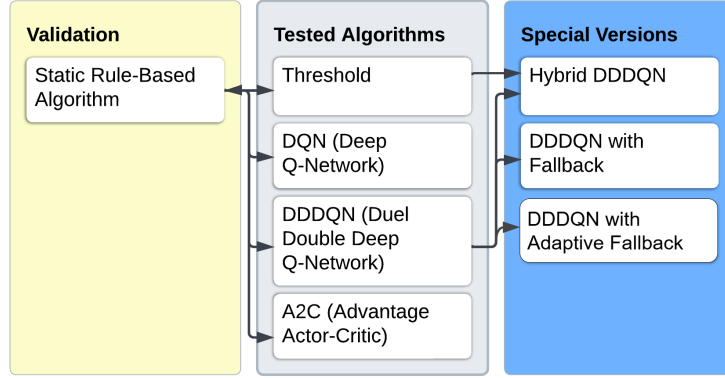 Validation
Static Rule-Based
Algorithm
Tested Algorithms
Threshold
DQN (Deep
Q-Network)
DDDQN (Duel
Double Deep
Q-Network)
A2C (Advantage
Actor-Critic)
Special Versions
Hybrid DDDQN
DDDQN with
Fallback
DDDQN with
Adaptive Fallback